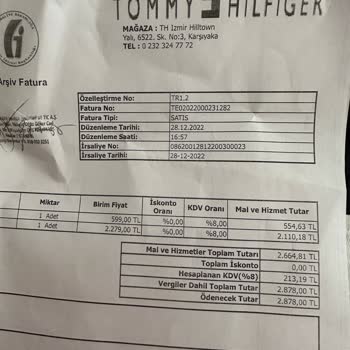 TOMMY HILFIGER
MAĞAZA : TH Izmir Hilltown
Yalı, 6522. Sk. No:3, Karşıyaka
TEL : 0 232 324 77 72
Arşiv Fatura
Özelleştirme No: TR1.2
Fatura No: TE02022000231282
Fatura Tipi: SATIS
Düzenleme Tarihi: 28.12.2022
Düzenleme Saati: 16:57
İrsaliye No: 08620012812200300023
İrsaliye Tarihi: 28-12-2022
Miktar Birim Fiyat İskonto Oranı KDV Oranı Mal ve Hizmet Tutar
1 Adet 599,00 TL %0,00 %8,00 554,63 TL
1 Adet 2.279,00 TL %0,00 %8,00 2.110,18 TL
Mal ve Hizmetler Toplam Tutarı 2.664,81 TL
Toplam İskonto 0,00 TL
Hesaplanan KDV(%8) 213,19 TL
Vergiler Dahil Toplam Tutarı 2.878,00 TL
Ödenecek Tutar 2.878,00 TL